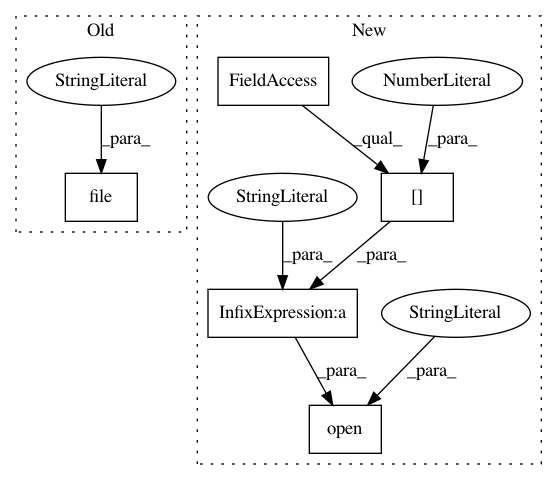 Old
New
StringLiteral
FieldAccess
NumberLiteral
_para_
_qual_
_para_
file
StringLiteral
[]
_para_
_para_
InfixExpression:a
StringLiteral
_para_
_para_
open